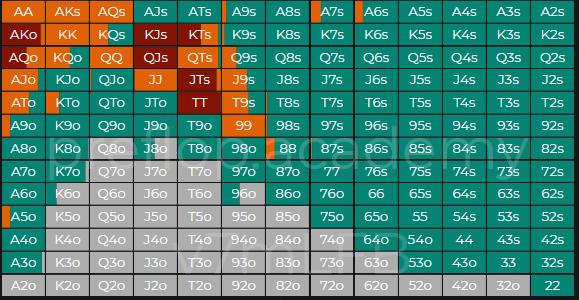 AA AKs AQs AJs ATs A9s A8s A7s A6s A5s A4s A3s A2s
AKo KK KQs KJs KTs K9s K8s K7s K6s K5s K4s K3s K2s
AQo KQo QQ QJs QTs Q9s Q8s Q7s Q6s Q5s Q4s Q3s Q2s
AJo KJo QJo JJ JTs J9s J8s J7s J6s J5s J4s J3s J2s
ATo KTo QTo JTo TT T9s T8s T7s T6s T5s T4s T3s T2s
A9o K9o Q9o J9o T9o 99 98s 97s 96s 95s 94s 93s 92s
A8o K8o Q8o J8o T8o 98o 88 87s 86s 85s 84s 83s 82s
preflop.academy
A7o K7o Q7o J7o T7o 97o 87o 77 76s 75s 74s 73s 72s
A6o K6o Q6o J6o T6o 96o 86o 76o 66 65s 64s 63s 62s
A5o K5o Q5o J5o T5o 95o 85o 75o 65o 55 54s 53s 52s
A4o K4o Q4o J4o T4o 94o 84o 74o 64o 54o 44 43s 42s
A3o K3o Q3o J3o T3o 93o 83o 73o 63o 53o 43o 33 32s
A2o K2o Q2o J2o T2o 92o 82o 72o 62o 52o 42o 32o 22